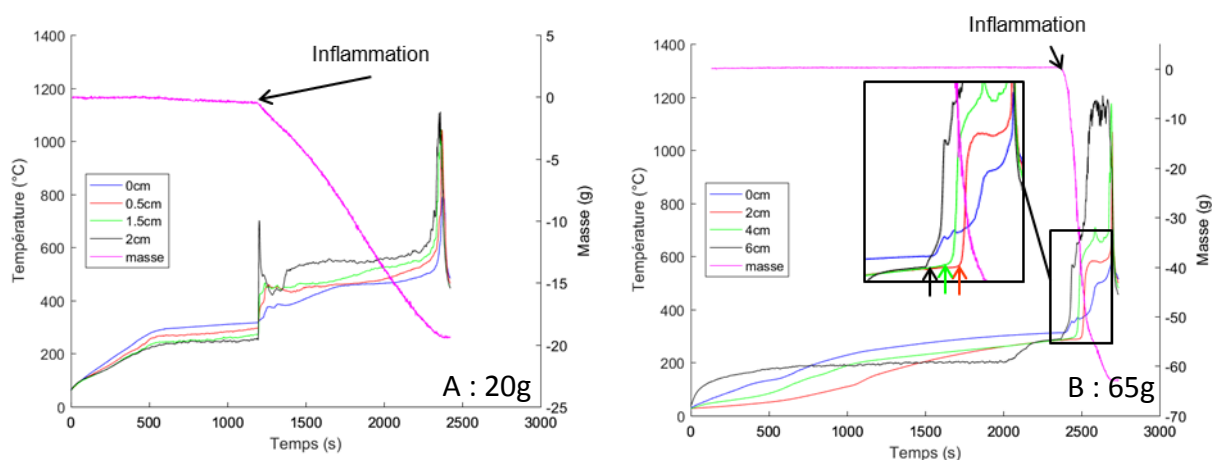 Inflammation
1400
1200
1000
800
600
400
200
0
Température (°C)
5
0
-5
-10
-15
-20
-25
Masse (g)
0cm
0.5cm
1.5cm
2cm
masse
A : 20g
0 500 1000 1500 2000 2500 3000
Temps (s)
Inflammation
1400
1200
1000
800
600
400
200
0
Température (°C)
0
-10
-20
-30
-40
-50
-60
-70
Masse (g)
0cm
2cm
4cm
6cm
masse
B : 65g
0 500 1000 1500 2000 2500 3000
Temps (s)